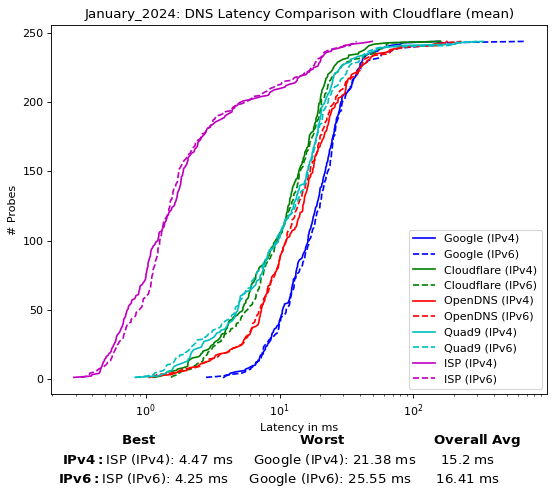 January_2024: DNS Latency Comparison with Cloudflare (mean)
250
200
150
100
50
0
# Probes
10^0
10^1
10^2
Latency in ms
Google (IPv4)
Google (IPv6)
Cloudflare (IPv4)
Cloudflare (IPv6)
OpenDNS (IPv4)
OpenDNS (IPv6)
Quad9 (IPv4)
Quad9 (IPv6)
ISP (IPv4)
ISP (IPv6)
Best Worst Overall Avg
IPv4: ISP (IPv4): 4.47 ms Google (IPv4): 21.38 ms 15.2 ms
IPv6: ISP (IPv6): 4.25 ms Google (IPv6): 25.55 ms 16.41 ms